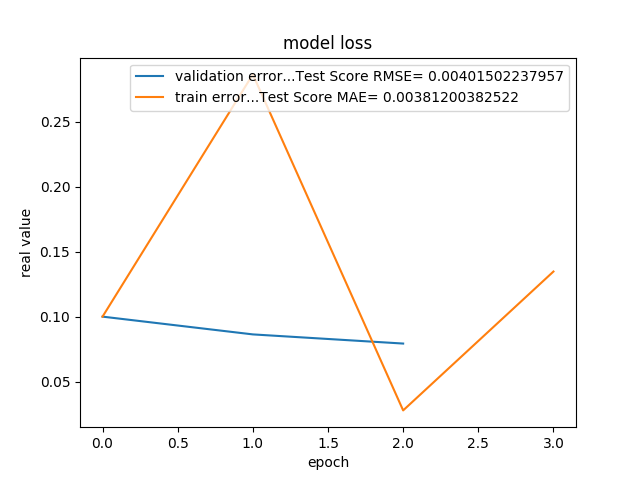 model loss
validation error...Test Score RMSE= 0.00401502237957
train error...Test Score MAE= 0.00381200382522
0.25
0.20
0.15
0.10
0.05
real value
0.0 0.5 1.0 1.5 2.0 2.5 3.0
epoch